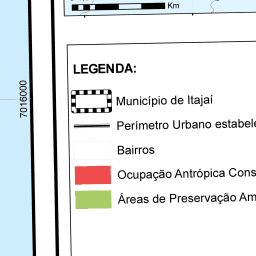 Km
LEGENDA:
Município de Itajaí
Perímetro Urbano estabele
Bairros
Ocupação Antrópica Cons
Áreas de Preservação Am
7016000